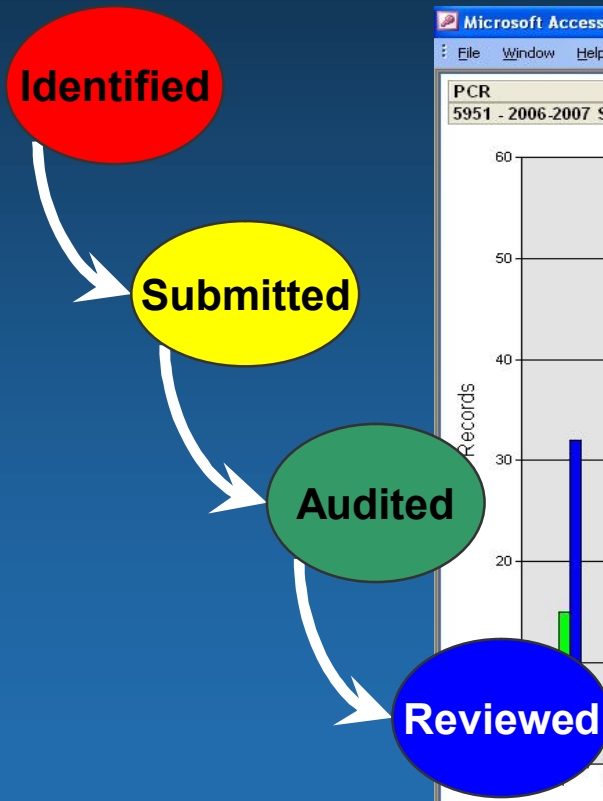 Identified
Submitted
Audited
Reviewed
Microsoft Access
File Window Help
PCR
5951 - 2006-2007
60
50
40
30
20
Records